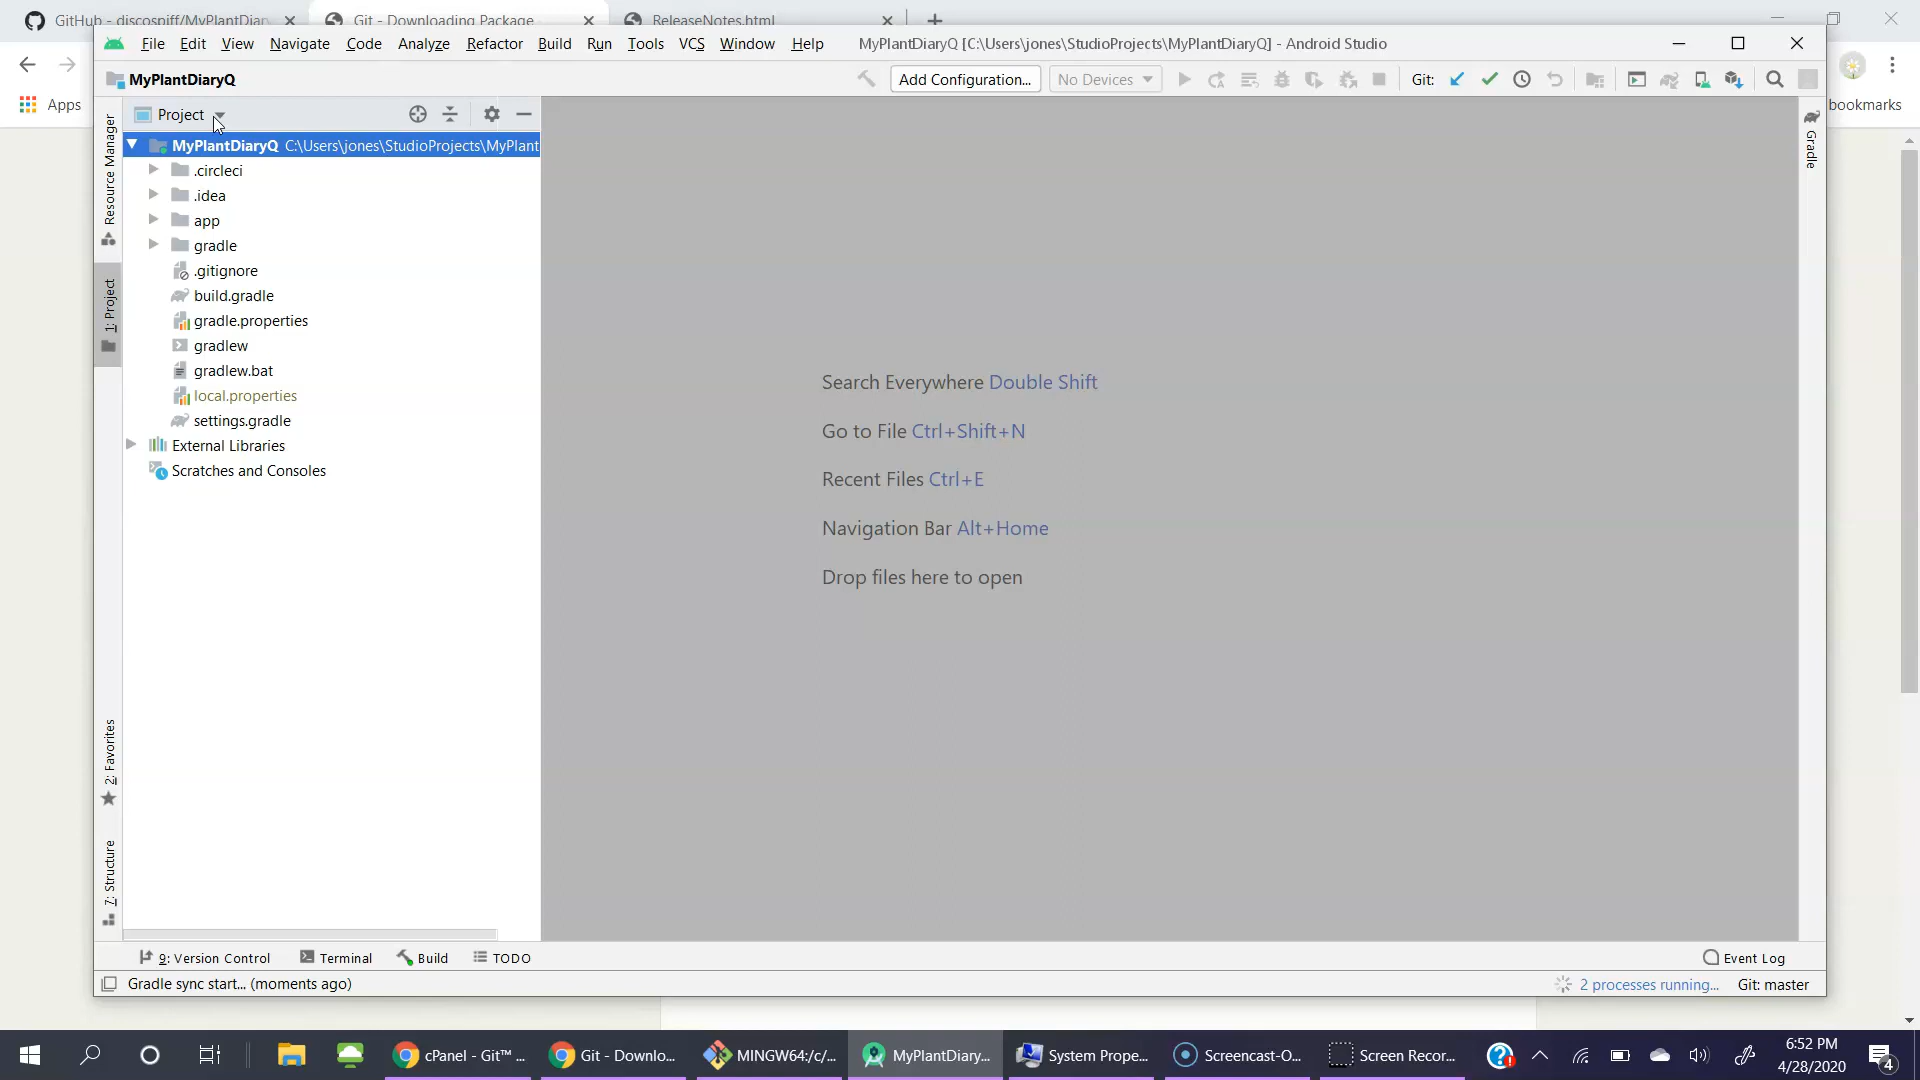 GitHub - discospiff/MyPlantDiar
Git - Downloading Package
ReleaseNotes.html
File Edit View Navigate Code Analyze Refactor Build Run Tools VCS Window Help
MyPlantDiaryQ [C:\Users\jones\StudioProjects\MyPlantDiaryQ] - Android Studio
MyPlantDiaryQ
Add Configuration...
No Devices
Git:
Apps
bookmarks
Project
Resource Manager
1: Project
2: Favorites
7: Structure
MyPlantDiaryQ C:\Users\jones\StudioProjects\MyPlant
.circleci
.idea
app
gradle
.gitignore
build.gradle
gradle.properties
gradlew
gradlew.bat
local.properties
settings.gradle
External Libraries
Scratches and Consoles
Search Everywhere Double Shift
Go to File Ctrl+Shift+N
Recent Files Ctrl+E
Navigation Bar Alt+Home
Drop files here to open
Gradle
9: Version Control
Terminal
Build
TODO
Event Log
Gradle sync start... (moments ago)
2 processes running...
Git: master
cPanel - Git™ ...
Git - Downlo...
MINGW64:/c/...
MyPlantDiary...
System Prope...
Screencast-O...
Screen Recor...
6:52 PM
4/28/2020
4